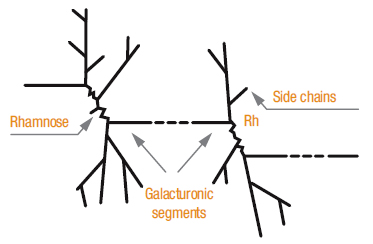 Side chains
Rhamnose
Rh
Galacturonic
segments